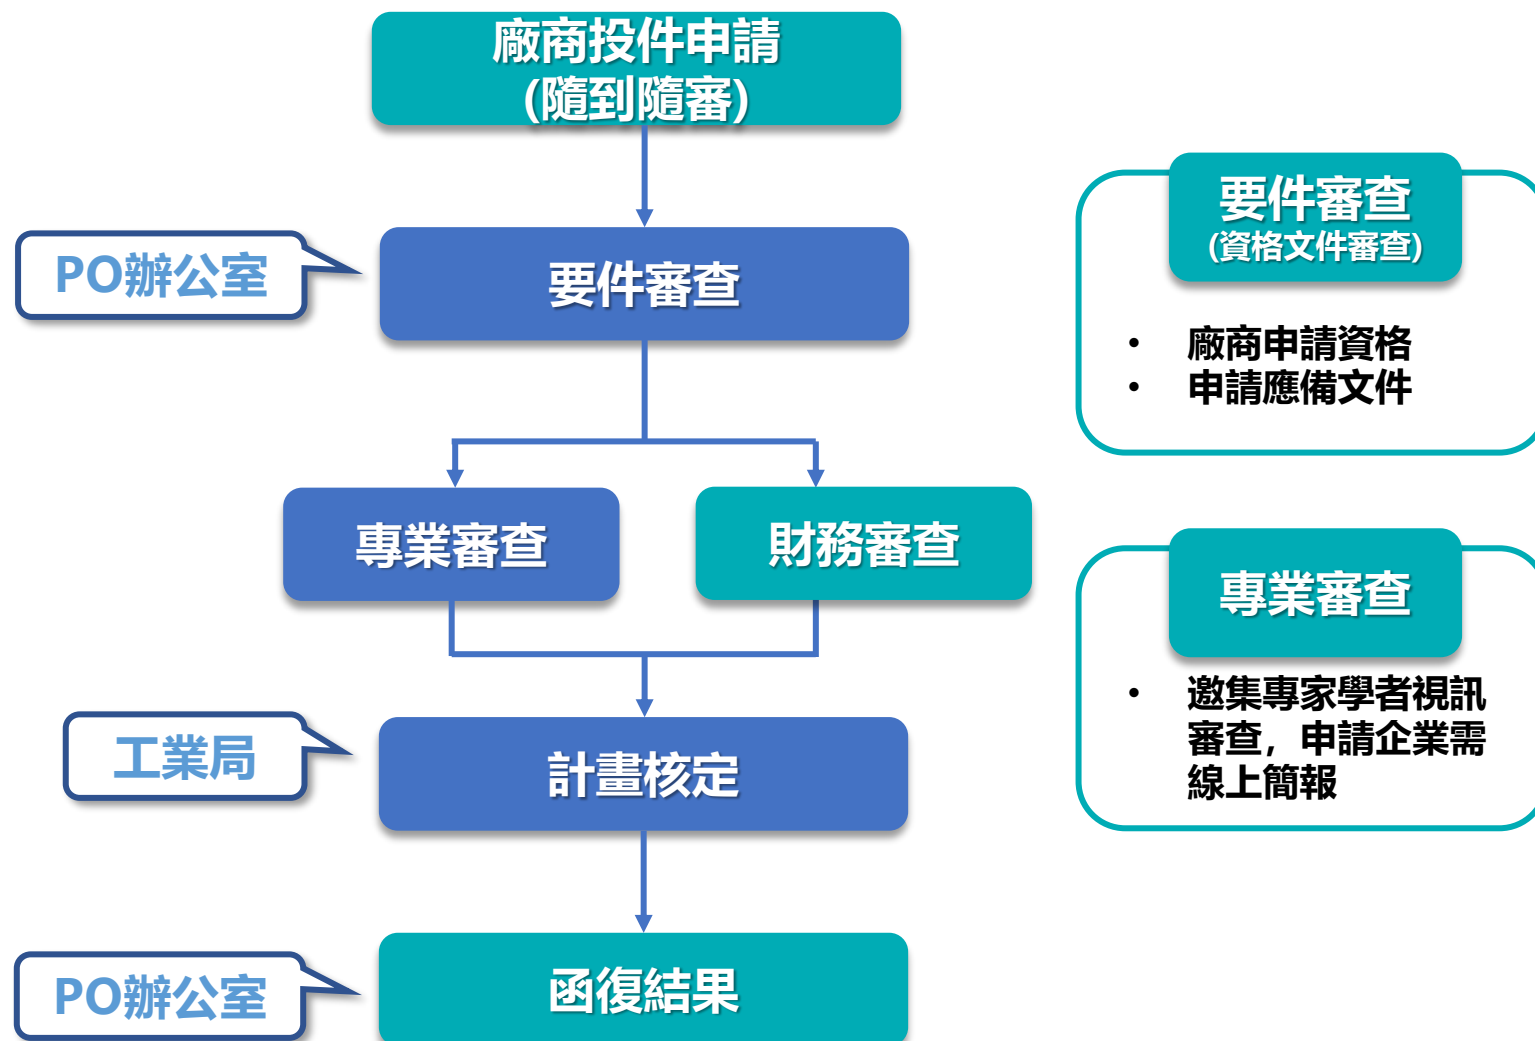 廠商投件申請
(隨到隨審)
PO辦公室
要件審查
專業審查
財務審查
工業局
計畫核定
PO辦公室
函復結果
要件審查
(資格文件審查)
• 廠商申請資格
• 申請應備文件
專業審查
• 邀集專家學者視訊
審查，申請企業需
線上簡報